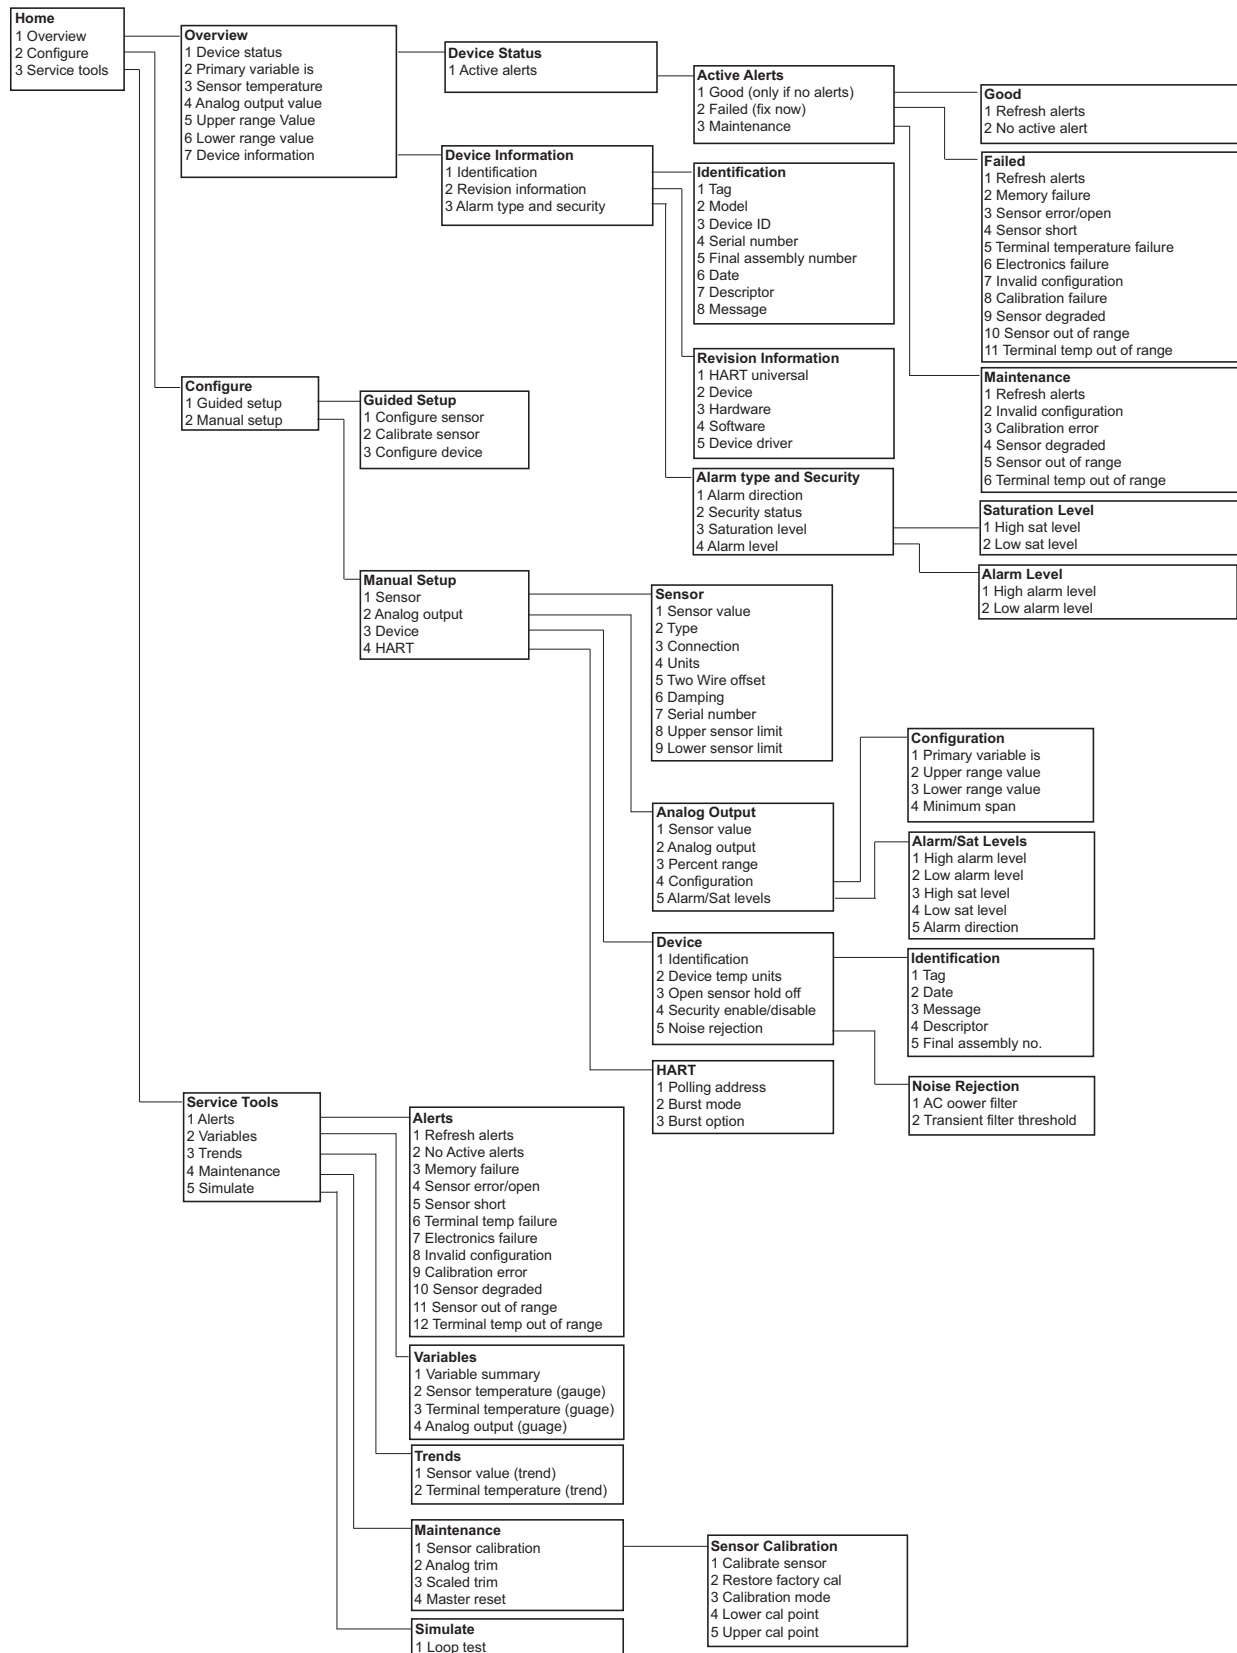 Home
1 Overview
2 Configure
3 Service tools
Overview
1 Device status
2 Primary variable is
3 Sensor temperature
4 Analog output value
5 Upper range Value
6 Lower range value
7 Device information
Device Status
1 Active alerts
Active Alerts
1 Good (only if no alerts)
2 Failed (fix now)
3 Maintenance
Good
1 Refresh alerts
2 No active alert
Failed
1 Refresh alerts
2 Memory failure
3 Sensor error/open
4 Sensor short
5 Terminal temperature failure
6 Electronics failure
7 Invalid configuration
8 Calibration failure
9 Sensor degraded
10 Sensor out of range
11 Terminal temp out of range
Maintenance
1 Refresh alerts
2 Invalid configuration
3 Calibration error
4 Sensor degraded
5 Sensor out of range
6 Terminal temp out of range
Device Information
1 Identification
2 Revision information
3 Alarm type and security
Identification
1 Tag
2 Model
3 Device ID
4 Serial number
5 Final assembly number
6 Date
7 Descriptor
8 Message
Revision Information
1 HART universal
2 Device
3 Hardware
4 Software
5 Device driver
Alarm type and Security
1 Alarm direction
2 Security status
3 Saturation level
4 Alarm level
Saturation Level
1 High sat level
2 Low sat level
Alarm Level
1 High alarm level
2 Low alarm level
Configure
1 Guided setup
2 Manual setup
Guided Setup
1 Configure sensor
2 Calibrate sensor
3 Configure device
Manual Setup
1 Sensor
2 Analog output
3 Device
4 HART
Sensor
1 Sensor value
2 Type
3 Connection
4 Units
5 Two Wire offset
6 Damping
7 Serial number
8 Upper sensor limit
9 Lower sensor limit
Analog Output
1 Sensor value
2 Analog output
3 Percent range
4 Configuration
5 Alarm/Sat levels
Configuration
1 Primary variable is
2 Upper range value
3 Lower range value
4 Minimum span
Alarm/Sat Levels
1 High alarm level
2 Low alarm level
3 High sat level
4 Low sat level
5 Alarm direction
Device
1 Identification
2 Device temp units
3 Open sensor hold off
4 Security enable/disable
5 Noise rejection
Identification
1 Tag
2 Date
3 Message
4 Descriptor
5 Final assembly no.
Noise Rejection
1 AC oower filter
2 Transient filter threshold
HART
1 Polling address
2 Burst mode
3 Burst option
Service Tools
1 Alerts
2 Variables
3 Trends
4 Maintenance
5 Simulate
Alerts
1 Refresh alerts
2 No Active alerts
3 Memory failure
4 Sensor error/open
5 Sensor short
6 Terminal temp failure
7 Electronics failure
8 Invalid configuration
9 Calibration error
10 Sensor degraded
11 Sensor out of range
12 Terminal temp out of range
Variables
1 Variable summary
2 Sensor temperature (gauge)
3 Terminal temperature (guage)
4 Analog output (guage)
Trends
1 Sensor value (trend)
2 Terminal temperature (trend)
Maintenance
1 Sensor calibration
2 Analog trim
3 Scaled trim
4 Master reset
Sensor Calibration
1 Calibrate sensor
2 Restore factory cal
3 Calibration mode
4 Lower cal point
5 Upper cal point
Simulate
1 Loop test